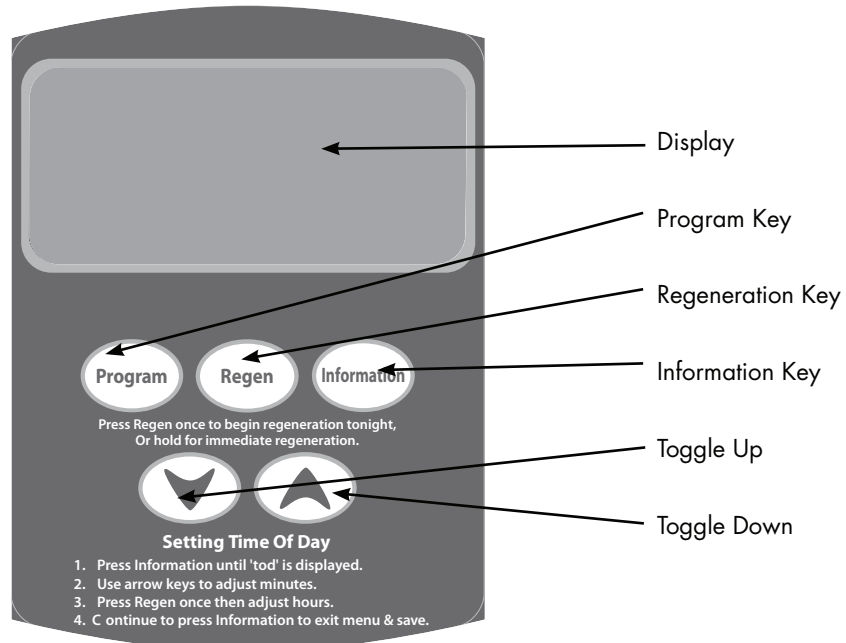 Display
Program Key
Regeneration Key
Information Key
Toggle Up
Toggle Down
Program
Regen
Information
Press Regen once to begin regeneration tonight,
Or hold for immediate regeneration.
Setting Time Of Day
1. Press Information until 'tod' is displayed.
2. Use arrow keys to adjust minutes.
3. Press Regen once then adjust hours.
4. C ontinue to press Information to exit menu & save.